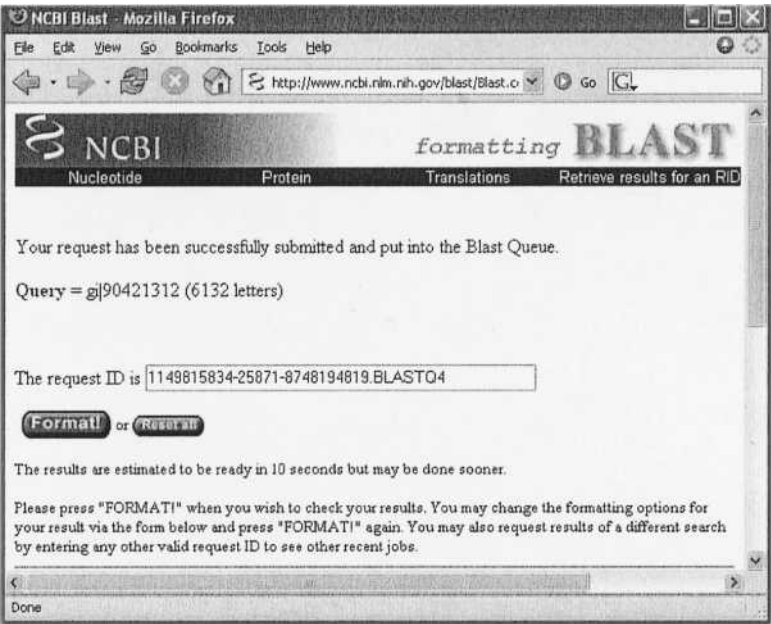 NCBI Blast - Mozilla Firefox
File Edit View Go Bookmarks Tools Help
http://www.ncbi.nlm.nih.gov/blast/Blast.c Go G
NCBI formatting BLAST
Nucleotide Protein Translations Retrieve results for an RID
Your request has been successfully submitted and put into the Blast Queue.
Query = gi|90421312 (6132 letters)
The request ID is 1149815834-25871-8748194819.BLASTQ4
Format! or Reset all
The results are estimated to be ready in 10 seconds but may be done sooner.
Please press "FORMAT!" when you wish to check your results. You may change the formatting options for
your result via the form below and press "FORMAT!" again. You may also request results of a different search
by entering any other valid request ID to see other recent jobs.
Done